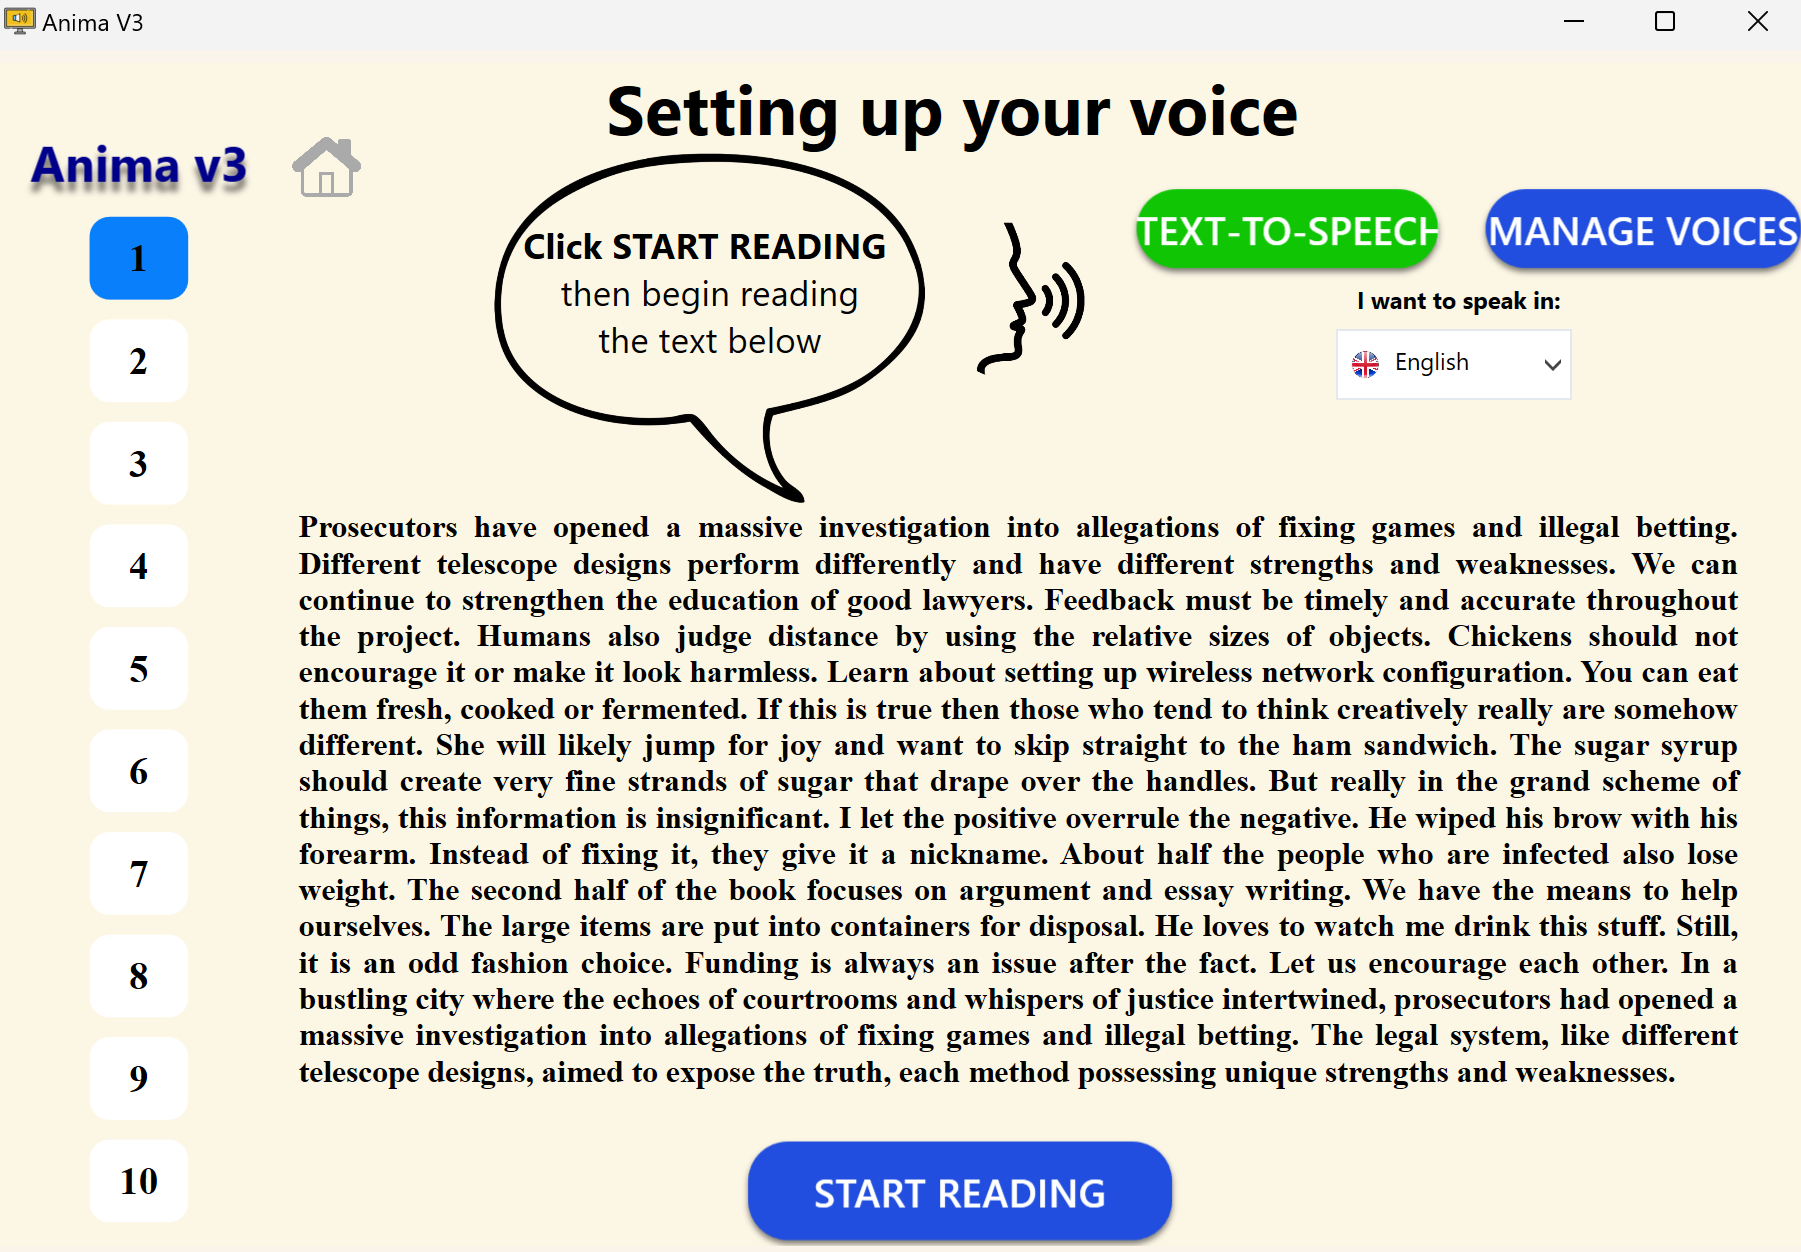 Anima V3
Setting up your voice
Anima v3
Click START READING
then begin reading
the text below
TEXT-TO-SPEECH
MANAGE VOICES
I want to speak in:
English
1
2
3
4
5
6
7
8
9
10
Prosecutors have opened a massive investigation into allegations of fixing games and illegal betting.
Different telescope designs perform differently and have different strengths and weaknesses. We can
continue to strengthen the education of good lawyers. Feedback must be timely and accurate throughout
the project. Humans also judge distance by using the relative sizes of objects. Chickens should not
encourage it or make it look harmless. Learn about setting up wireless network configuration. You can eat
them fresh, cooked or fermented. If this is true then those who tend to think creatively really are somehow
different. She will likely jump for joy and want to skip straight to the ham sandwich. The sugar syrup
should create very fine strands of sugar that drape over the handles. But really in the grand scheme of
things, this information is insignificant. I let the positive overrule the negative. He wiped his brow with his
forearm. Instead of fixing it, they give it a nickname. About half the people who are infected also lose
weight. The second half of the book focuses on argument and essay writing. We have the means to help
ourselves. The large items are put into containers for disposal. He loves to watch me drink this stuff. Still,
it is an odd fashion choice. Funding is always an issue after the fact. Let us encourage each other. In a
bustling city where the echoes of courtrooms and whispers of justice intertwined, prosecutors had opened a
massive investigation into allegations of fixing games and illegal betting. The legal system, like different
telescope designs, aimed to expose the truth, each method possessing unique strengths and weaknesses.
START READING